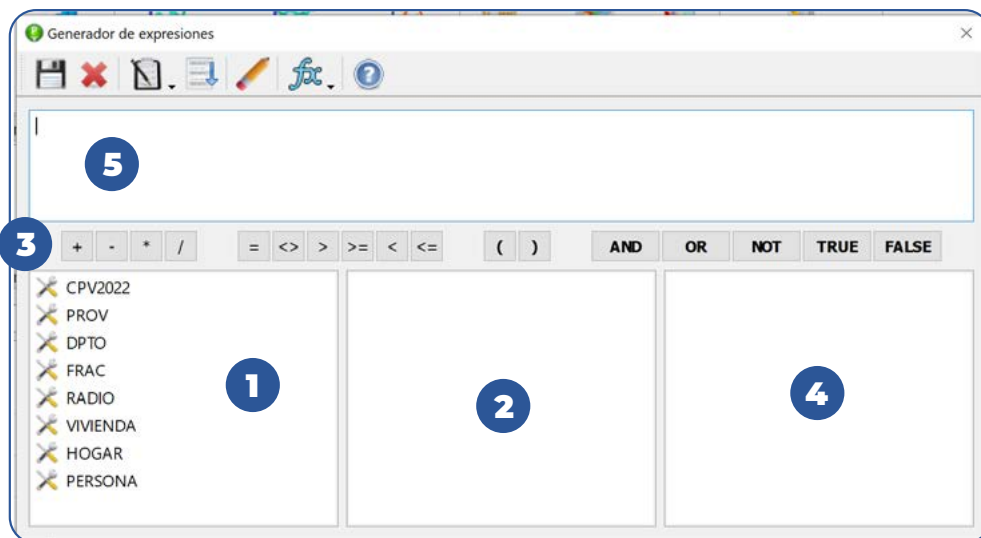 Generador de expresiones
fx
5
3
+ - * / = <> > >= < <= ( ) AND OR NOT TRUE FALSE
CPV2022
PROV
DPTO
FRAC
RADIO
VIVIENDA
HOGAR
PERSONA
1
2
4